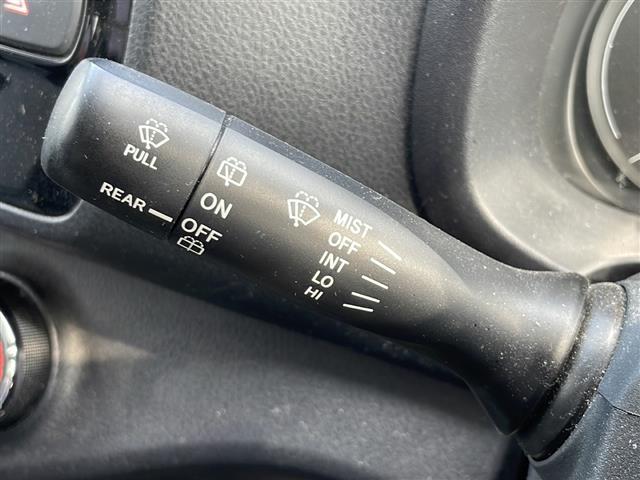 PULL
REAR
ON
OFF
MIST
OFF
INT
LO
HI